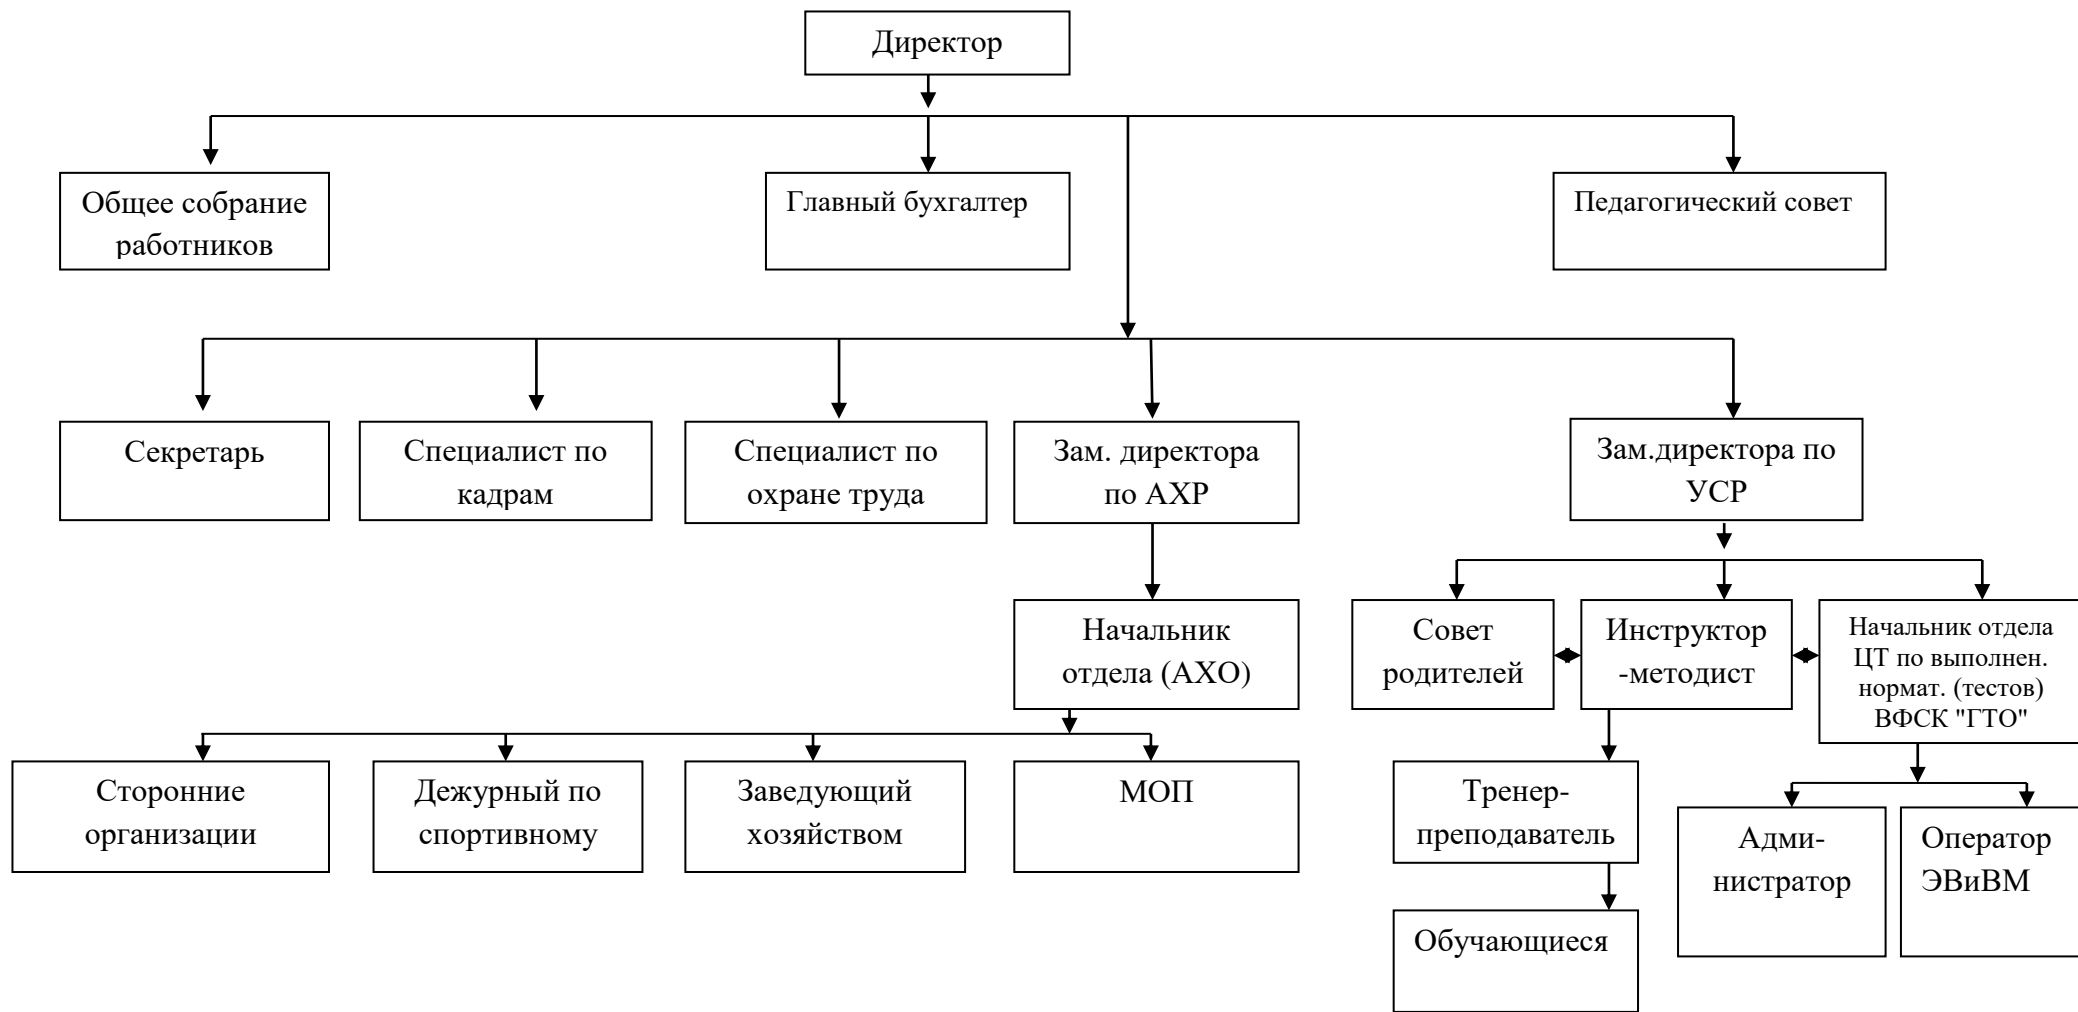 Директор
Общее собрание
работников
Главный бухгалтер
Педагогический совет
Секретарь
Специалист по
кадрам
Специалист по
охране труда
Зам. директора
по АХР
Зам.директора по
УСР
Начальник
отдела (АХО)
Совет
родителей
Инструктор
-методист
Начальник отдела
ЦТ по выполнен.
нормат. (тестов)
ВФСК "ГТО"
Сторонние
организации
Дежурный по
спортивному
Заведующий
хозяйством
МОП
Тренер-
преподаватель
Адми-
нистратор
Оператор
ЭВиВМ
Обучающиеся